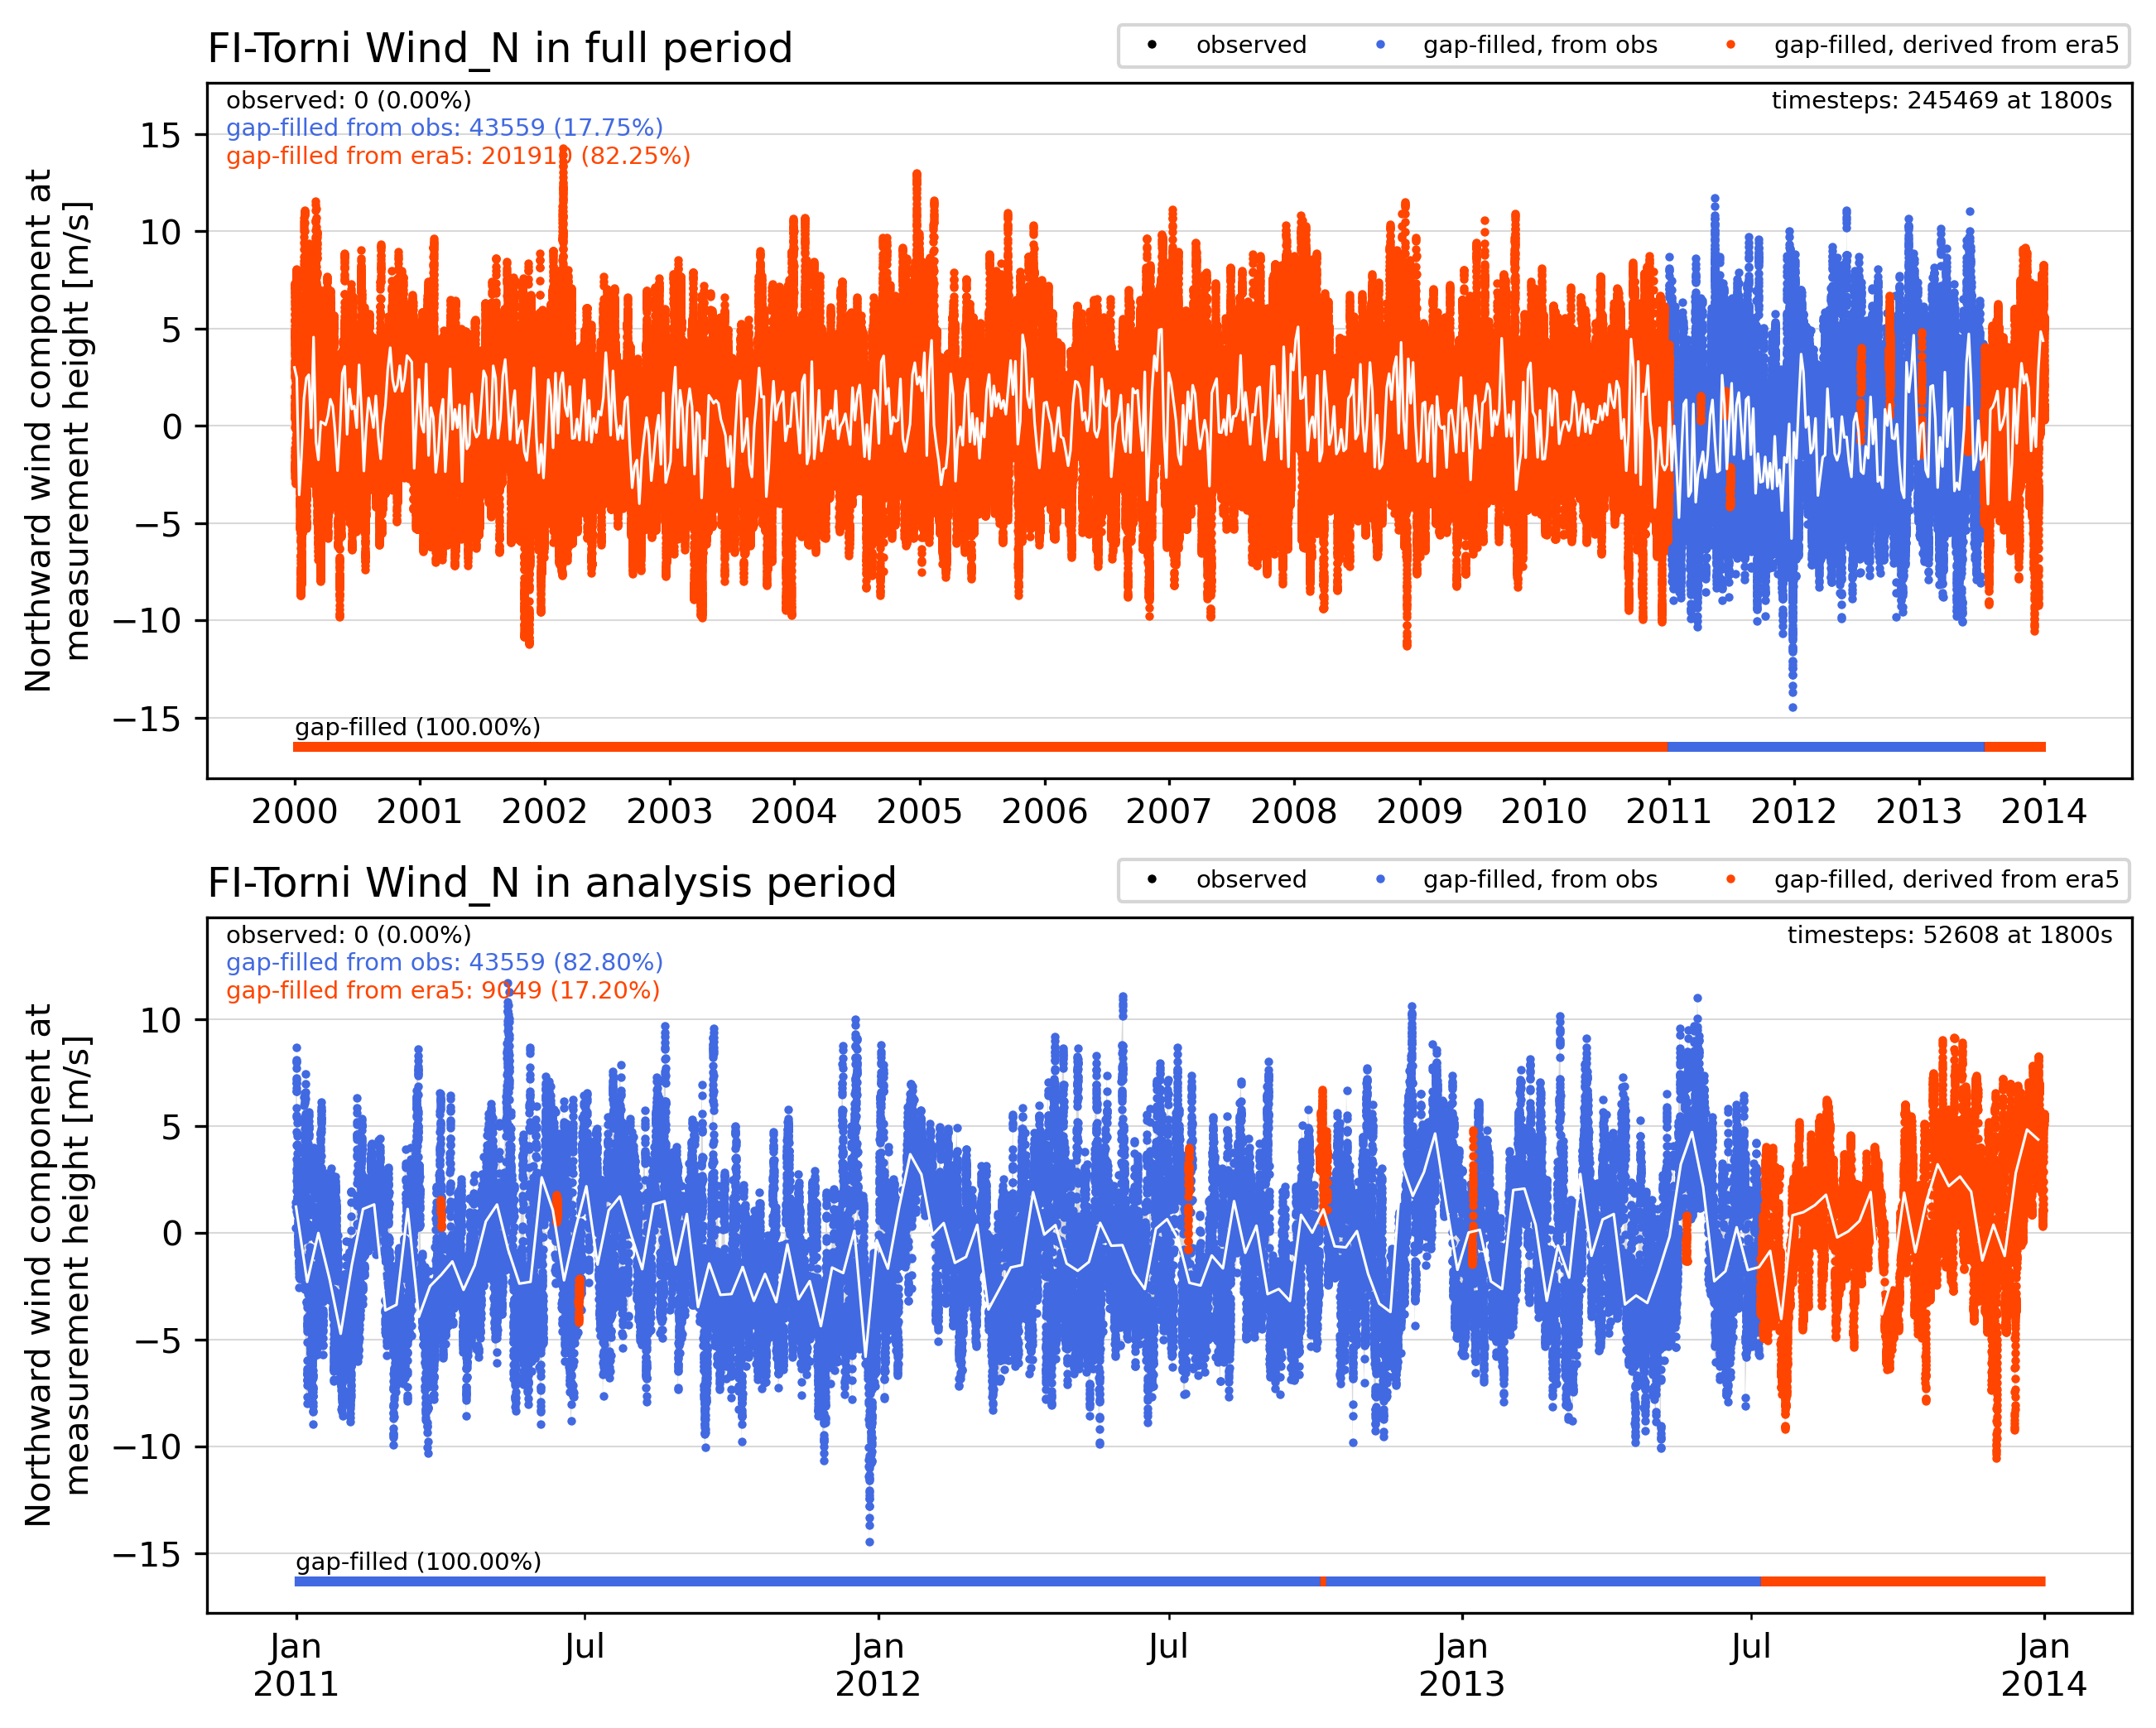 FI-Torni Wind_N in full period
observed
gap-filled, from obs
gap-filled, derived from era5
observed: 0 (0.00%)
timesteps: 245469 at 1800s
gap-filled from obs: 43559 (17.75%)
gap-filled from era5: 201910 (82.25%)
Northward wind component at
measurement height [m/s]
15
10
5
0
−5
−10
−15
gap-filled (100.00%)
2000 2001 2002 2003 2004 2005 2006 2007 2008 2009 2010 2011 2012 2013 2014
FI-Torni Wind_N in analysis period
observed
gap-filled, from obs
gap-filled, derived from era5
observed: 0 (0.00%)
timesteps: 52608 at 1800s
gap-filled from obs: 43559 (82.80%)
gap-filled from era5: 9049 (17.20%)
Northward wind component at
measurement height [m/s]
10
5
0
−5
−10
−15
gap-filled (100.00%)
Jan Jul Jan Jul Jan Jul Jan
2011 2012 2013 2014